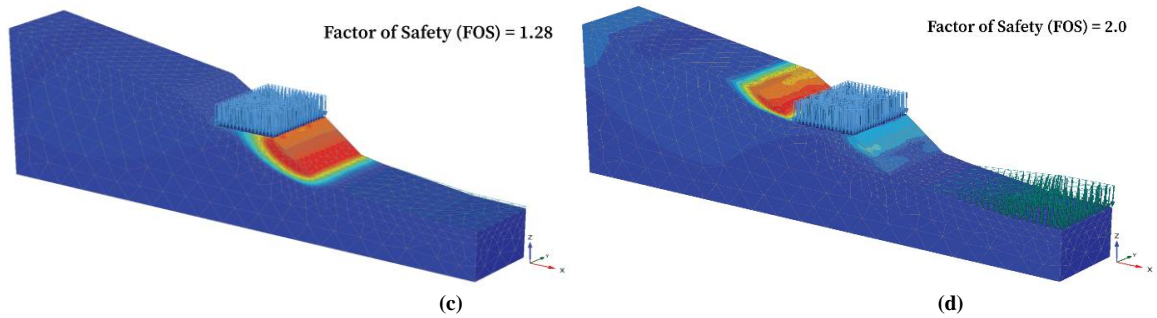 Factor of Safety (FOS) = 1.28
Factor of Safety (FOS) = 2.0
Z
Y
X
Z
Y
X
(c)
(d)